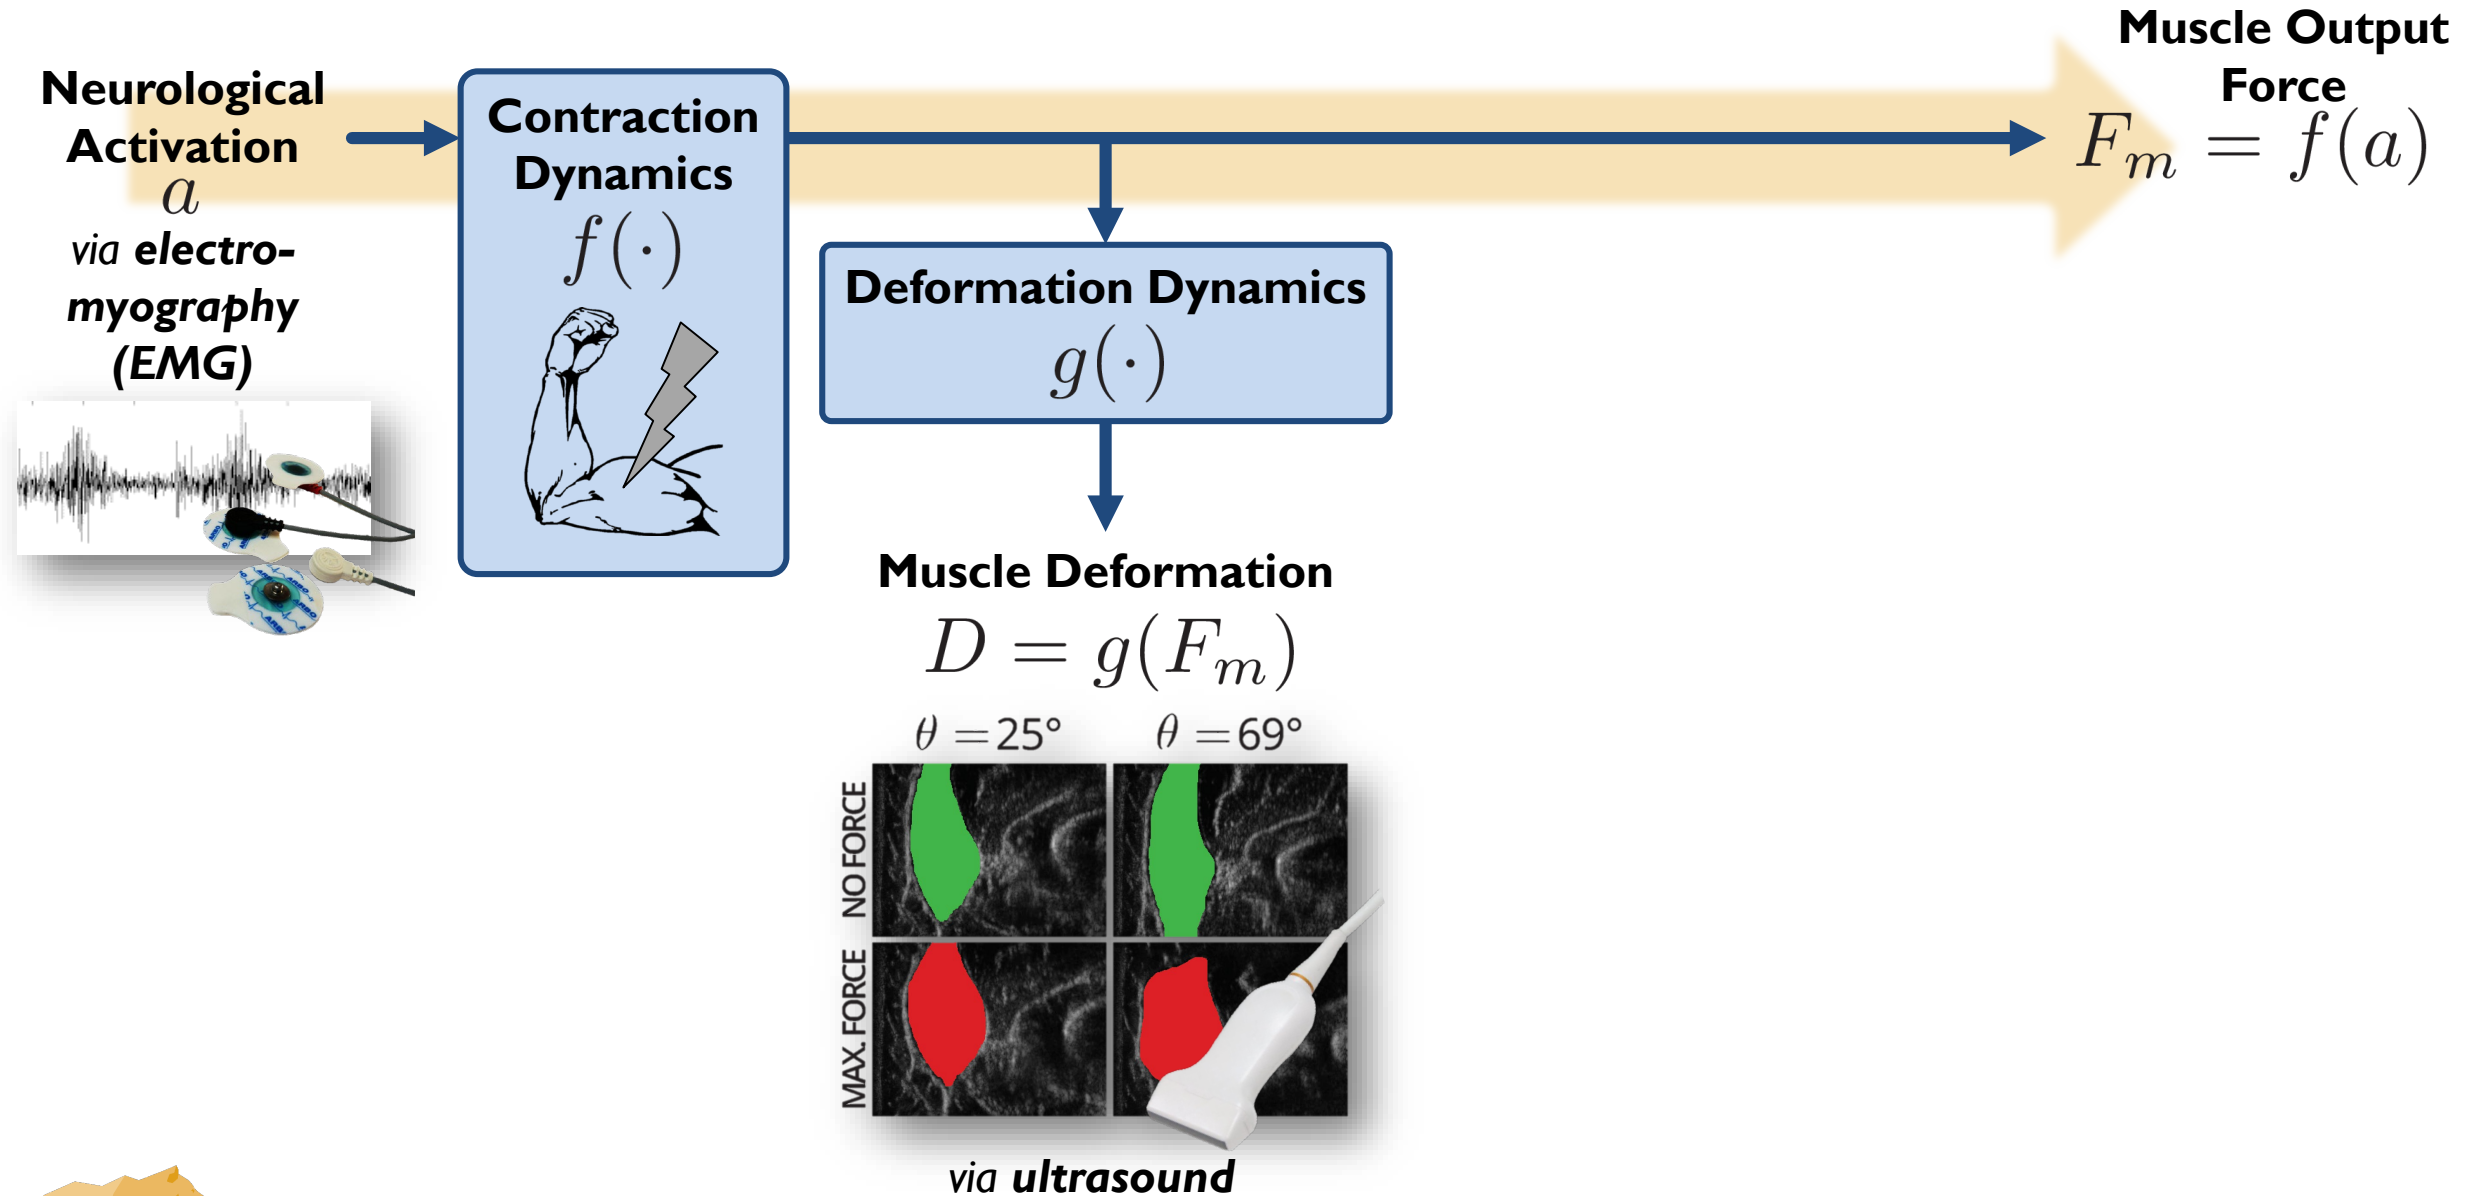 Neurological
Activation
a
via electro-
myography
(EMG)
Contraction
Dynamics
f(·)
Muscle Output
Force
F_m = f(a)
Deformation Dynamics
g(·)
Muscle Deformation
D = g(F_m)
θ = 25°
θ = 69°
NO FORCE
MAX. FORCE
via ultrasound